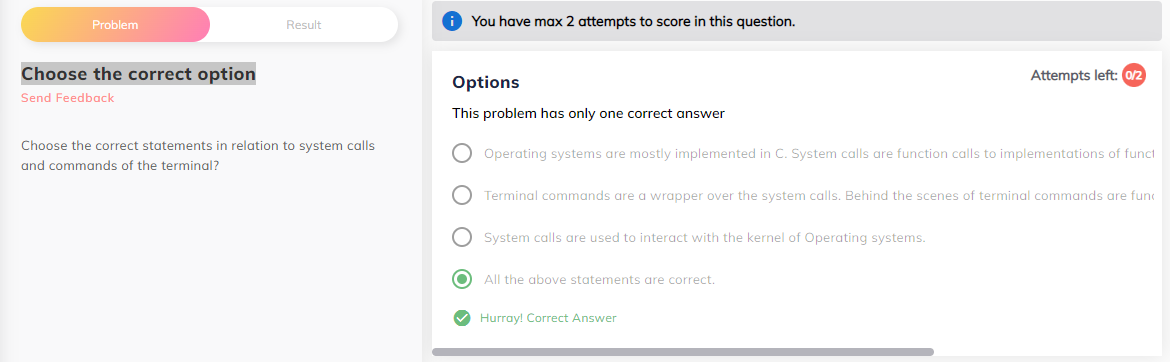 Problem
Result
Choose the correct option
Send Feedback
Choose the correct statements in relation to system calls
and commands of the terminal?
You have max 2 attempts to score in this question.
Options
Attempts left: 0/2
This problem has only one correct answer
Operating systems are mostly implemented in C. System calls are function calls to implementations of funct
Terminal commands are a wrapper over the system calls. Behind the scenes of terminal commands are func
System calls are used to interact with the kernel of Operating systems.
All the above statements are correct.
Hurray! Correct Answer